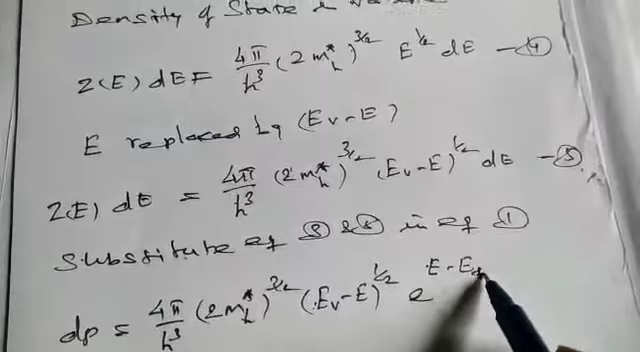 Density of State
Z(E) dE = 4π/h³ (2m*h)^3/2 E^1/2 dE —④
E replaced by (Ev-E)
Z(E) dE = 4π/h³ (2m*h)^3/2 (Ev-E)^1/2 dE —⑤
Substitute eq ③ & ⑤ in eq ①
dp = 4π/h³ (2m*h)^3/2 (Ev-E)^1/2 e^E-E